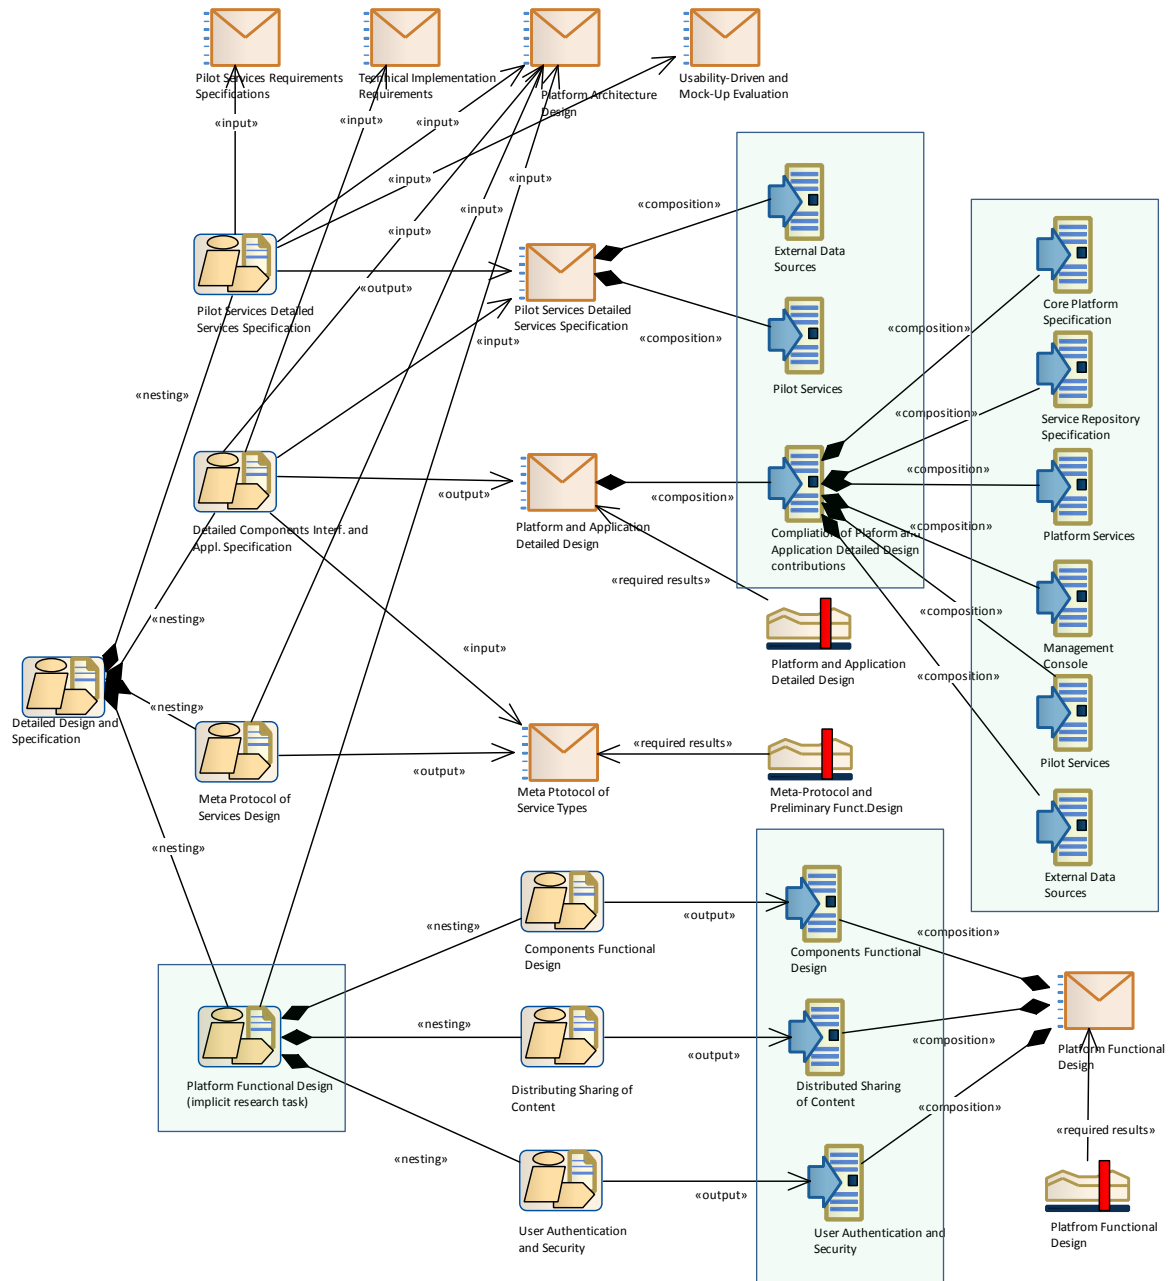 Pilot Services Requirements
Specifications
Technical Implementation
Requirements
Platform Architecture
Design
Usability-Driven and
Mock-Up Evaluation
«input»
«input»
«input»
«input»
«input»
«input»
«input»
«composition»
External Data
Sources
Pilot Services Detailed
Services Specification
«output»
Pilot Services Detailed
Services Specification
«input»
«composition»
Pilot Services
Core Platform
Specification
«composition»
«nesting»
«composition»
Service Repository
Specification
«composition»
«output»
«composition»
Detailed Components Interf. and
Appl. Specification
Platform and Application
Detailed Design
Compliation of Plaform and
Application Detailed Design
contributions
«composition»
Platform Services
«required results»
«composition»
«nesting»
«input»
Management
Console
Platform and Application
Detailed Design
«composition»
Detailed Design and
Specification
«nesting»
«required results»
«output»
Pilot Services
Meta Protocol of
Services Design
Meta Ptotocol of
Service Types
Meta-Protocol and
Preliminary Funct.Design
«nesting»
External Data
Sources
«output»
«nesting»
Components Functional
Design
Components Functional
Design
«composition»
«nesting»
«output»
«composition»
Platform Functional
Design
Platform Functional Design
(implicit research task)
Distributing Sharing of
Content
Distributed Sharing
of Content
«composition»
«required results»
«nesting»
«output»
User Authentication
and Security
User Authentication and
Security
Platfrom Functional
Design